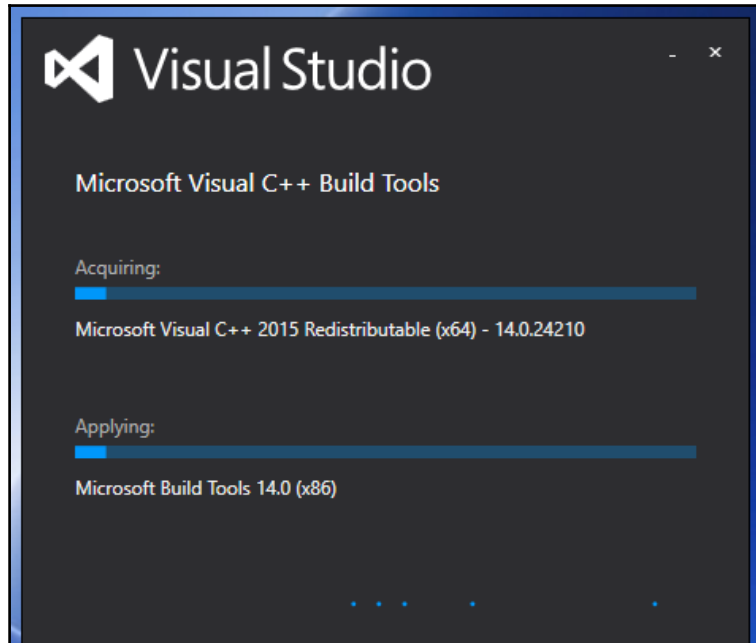 Visual Studio
Microsoft Visual C++ Build Tools
Acquiring:
Microsoft Visual C++ 2015 Redistributable (x64) - 14.0.24210
Applying:
Microsoft Build Tools 14.0 (x86)